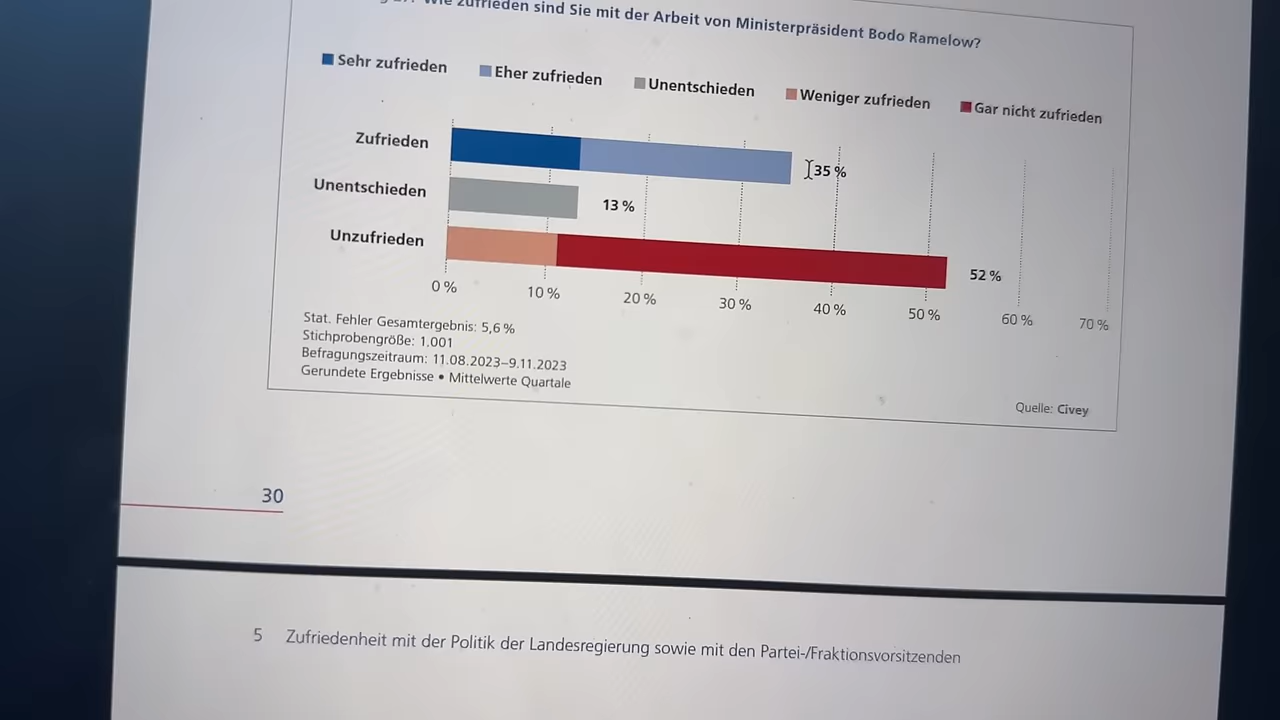 Wie zufrieden sind Sie mit der Arbeit von Ministerpräsident Bodo Ramelow?
Sehr zufrieden Eher zufrieden Unentschieden Weniger zufrieden Gar nicht zufrieden
Zufrieden 35 %
Unentschieden 13 %
Unzufrieden 52 %
0 % 10 % 20 % 30 % 40 % 50 % 60 % 70 %
Stat. Fehler Gesamtergebnis: 5,6 %
Stichprobengröße: 1.001
Befragungszeitraum: 11.08.2023–9.11.2023
Gerundete Ergebnisse • Mittelwerte Quartale
Quelle: Civey
30
5 Zufriedenheit mit der Politik der Landesregierung sowie mit den Partei-/Fraktionsvorsitzenden